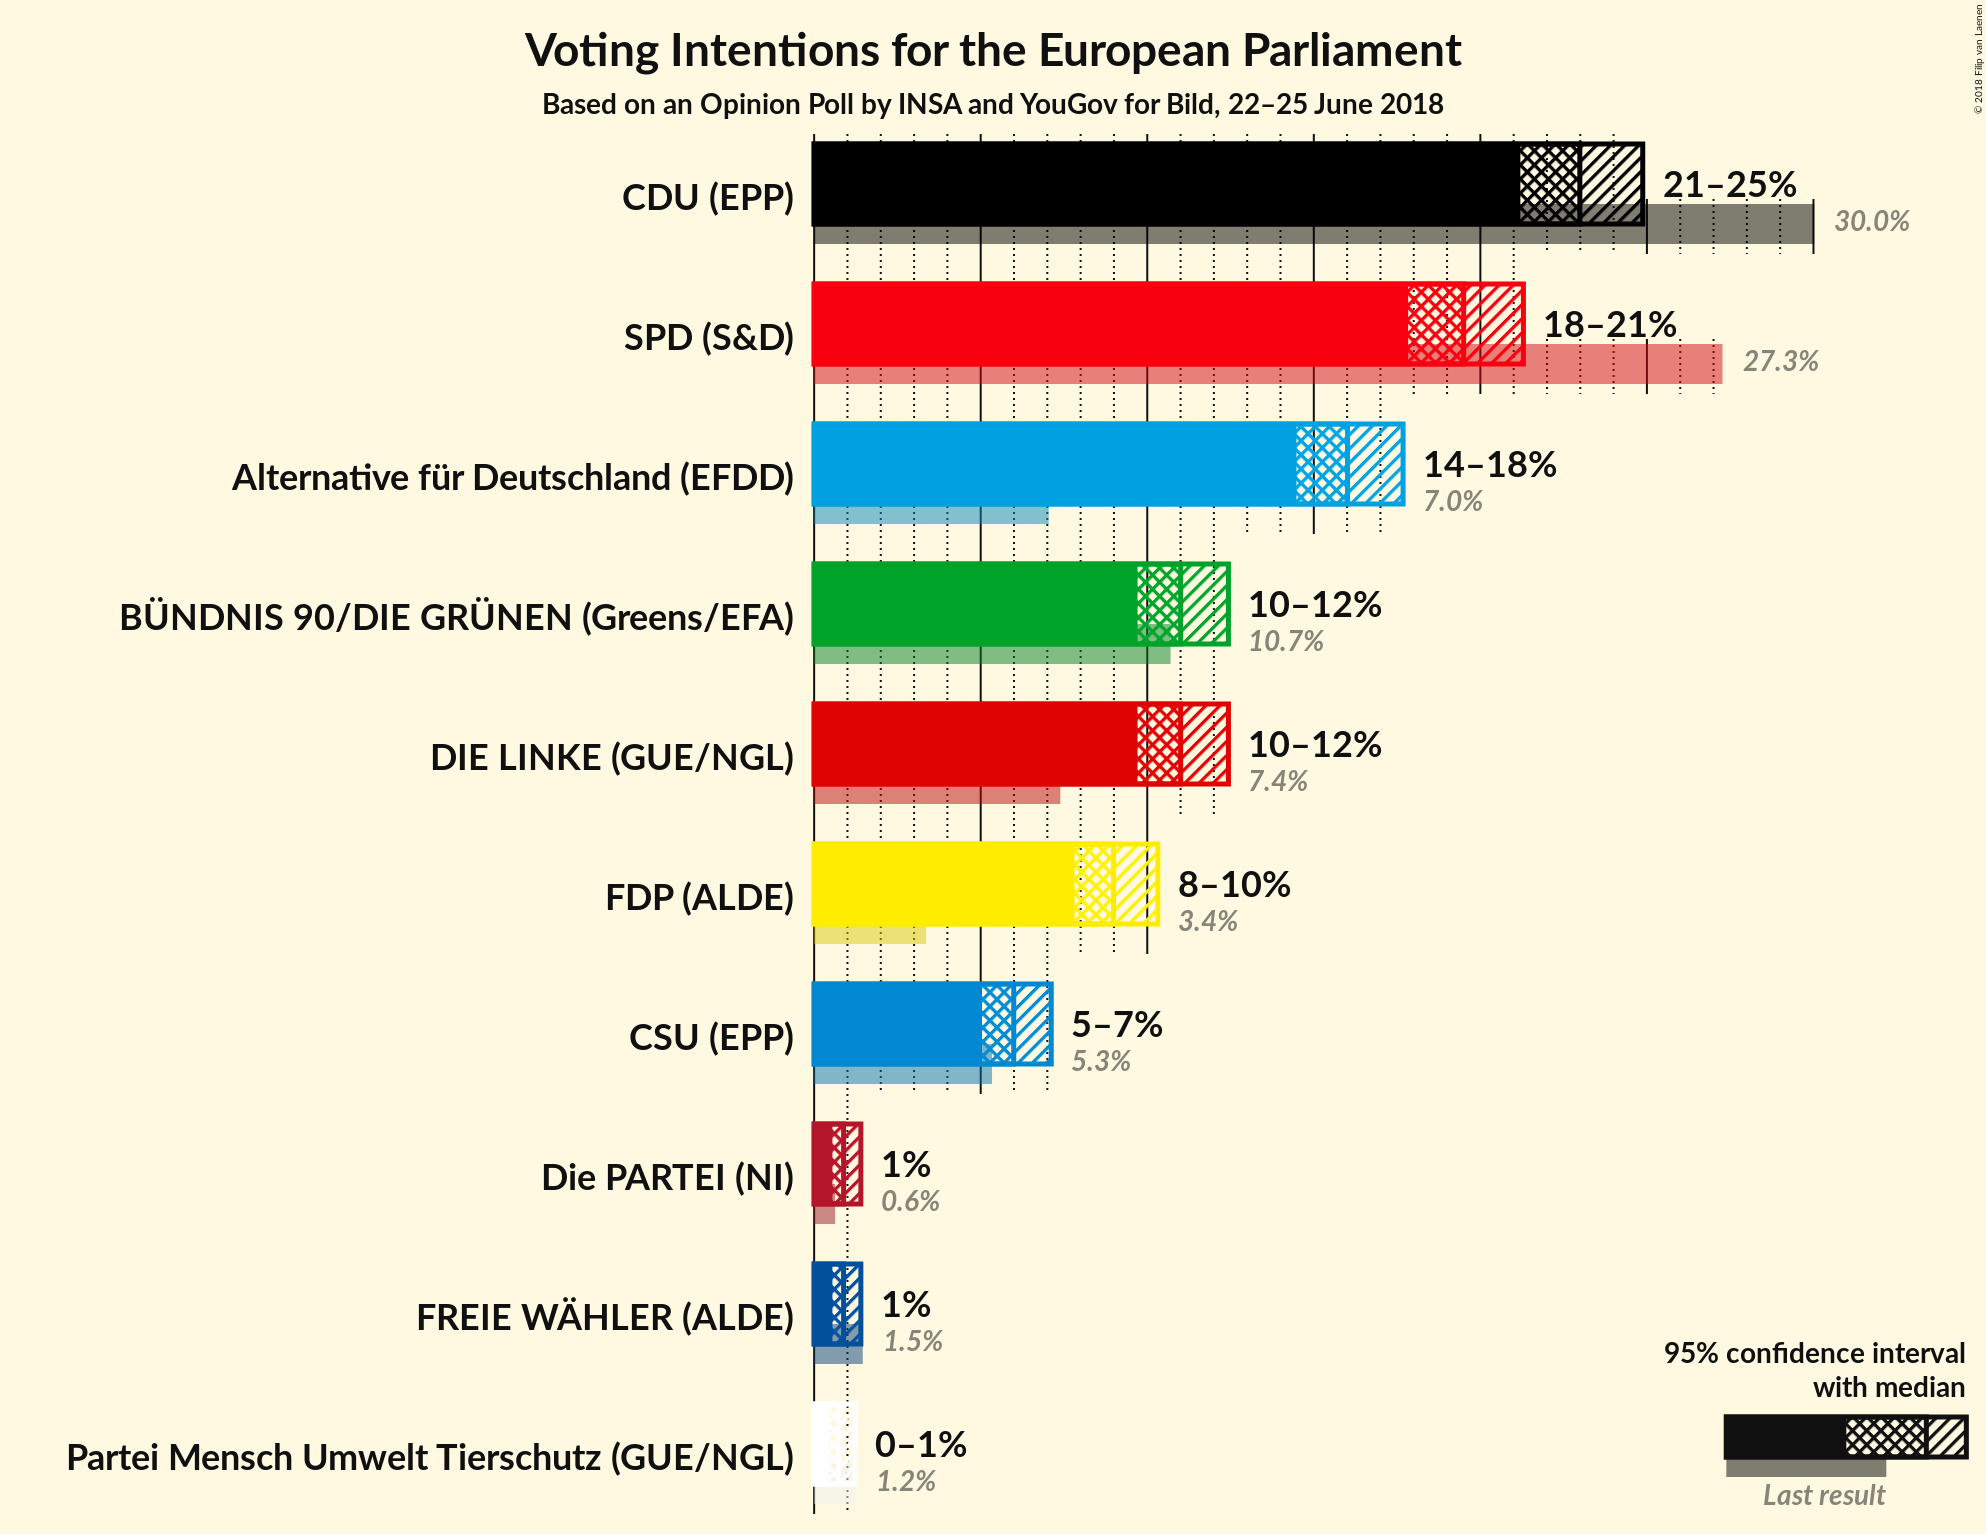 © 2018 Filip van Laenen
Voting Intentions for the European Parliament
Based on an Opinion Poll by INSA and YouGov for Bild, 22–25 June 2018
CDU (EPP)
21–25%
30.0%
SPD (S&D)
18–21%
27.3%
Alternative für Deutschland (EFDD)
14–18%
7.0%
BÜNDNIS 90/DIE GRÜNEN (Greens/EFA)
10–12%
10.7%
DIE LINKE (GUE/NGL)
10–12%
7.4%
FDP (ALDE)
8–10%
3.4%
CSU (EPP)
5–7%
5.3%
Die PARTEI (NI)
1%
0.6%
FREIE WÄHLER (ALDE)
1%
1.5%
Partei Mensch Umwelt Tierschutz (GUE/NGL)
0–1%
1.2%
95% confidence interval
with median
Last result